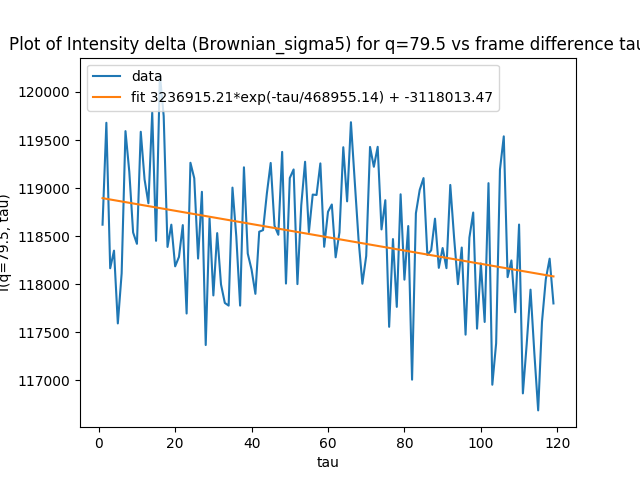 Plot of Intensity delta (Brownian_sigma5) for q=79.5 vs frame difference tau
data
fit 3236915.21*exp(-tau/468955.14) + -3118013.47
120000
119500
119000
118500
118000
117500
117000
I(q=79.5, tau)
0 20 40 60 80 100 120
tau